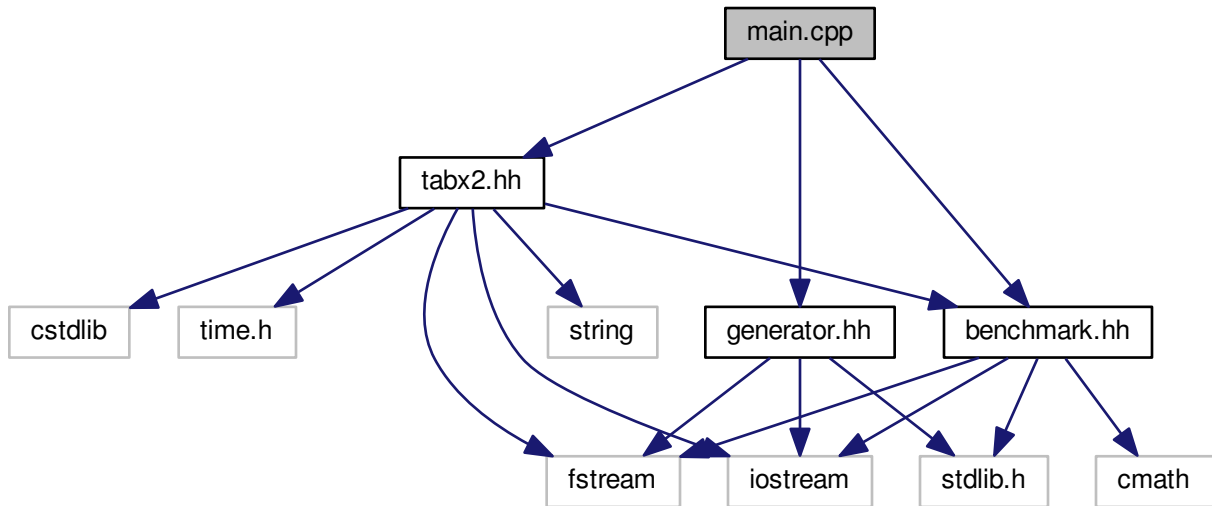 main.cpp
tabx2.hh
cstdlib
time.h
string
generator.hh
benchmark.hh
fstream
iostream
stdlib.h
cmath